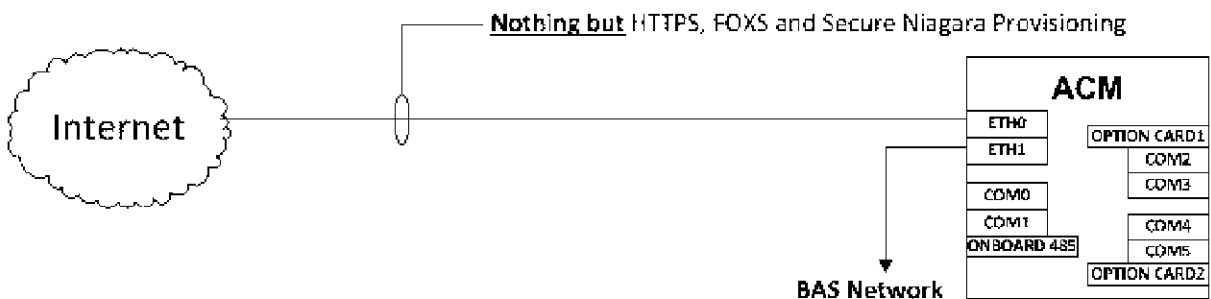 Nothing but HTTPS, FOXS and Secure Niagara Provisioning
Internet
ACM
ETH0
ETH1
OPTION CARD1
COM2
COM3
COM0
COM1
ONBOARD 485
COM4
COM5
OPTION CARD2
BAS Network